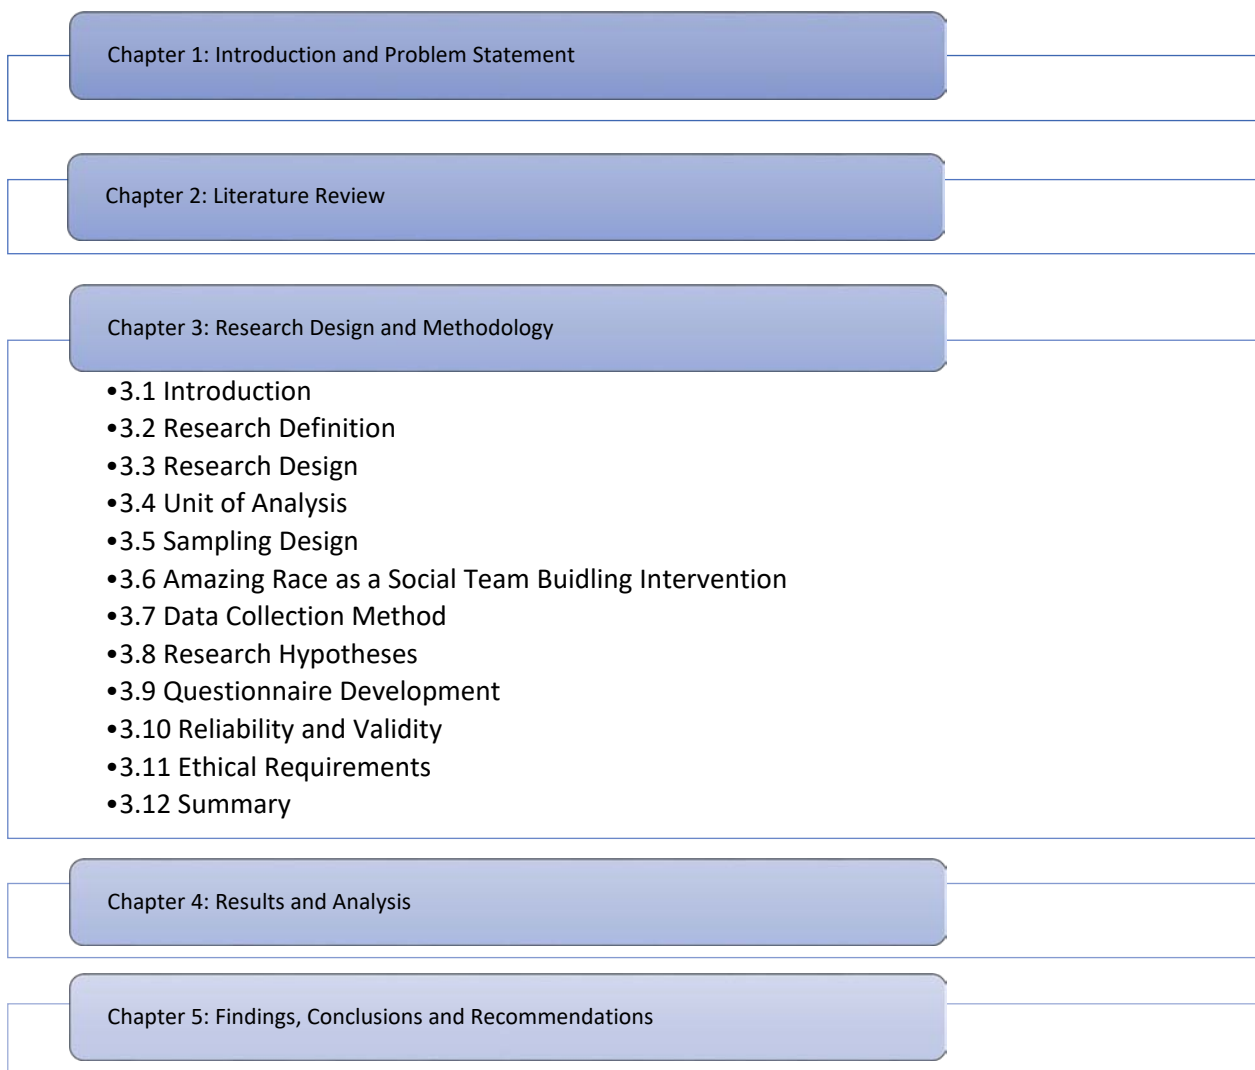 Chapter 1: Introduction and Problem Statement
Chapter 2: Literature Review
Chapter 3: Research Design and Methodology
•3.1 Introduction
•3.2 Research Definition
•3.3 Research Design
•3.4 Unit of Analysis
•3.5 Sampling Design
•3.6 Amazing Race as a Social Team Buidling Intervention
•3.7 Data Collection Method
•3.8 Research Hypotheses
•3.9 Questionnaire Development
•3.10 Reliability and Validity
•3.11 Ethical Requirements
•3.12 Summary
Chapter 4: Results and Analysis
Chapter 5: Findings, Conclusions and Recommendations